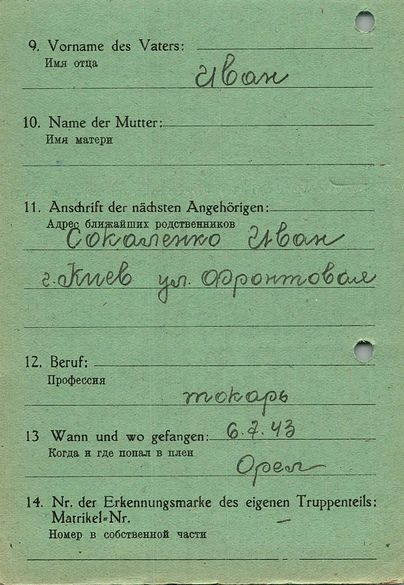 9. Vorname des Vaters:
Имя отца
Иван
10. Name der Mutter:
Имя матери
11. Anschrift der nächsten Angehörigen:
Адрес ближайших родственников
Сокаленко Иван
г. Киев ул. Фронтовая
12. Beruf:
Профессия
токарь
13 Wann und wo gefangen: 6.7.43
Когда и где попал в плен
Орел
14. Nr. der Erkennungsmarke des eigenen Truppenteils:
Matrikel-Nr. –
Номер в собственной части